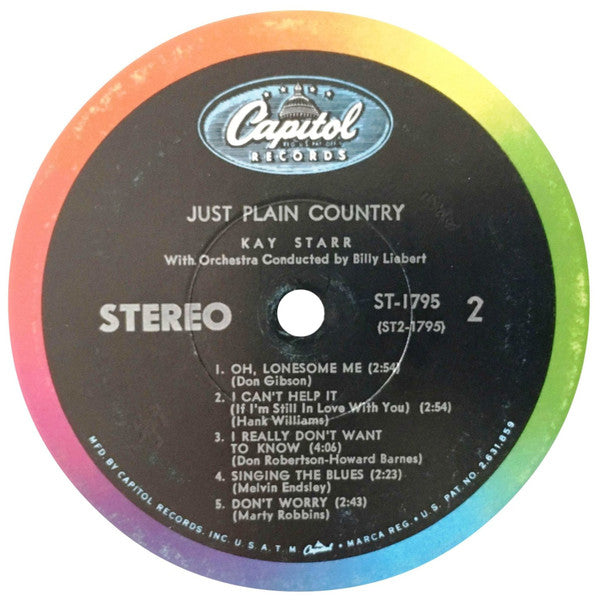 Capitol
REG. U.S. PAT. OFF.
RECORDS
JUST PLAIN COUNTRY
KAY STARR
With Orchestra Conducted by Billy Liebert
STEREO
ST-1795
(ST2-1795)
2
1. OH, LONESOME ME (2:54)
(Don Gibson)
2. I CAN'T HELP IT
(If I'm Still In Love With You) (2:54)
(Hank Williams)
3. I REALLY DON'T WANT
TO KNOW (4:06)
(Don Robertson-Howard Barnes)
4. SINGING THE BLUES (2:23)
(Melvin Endsley)
5. DON'T WORRY (2:43)
(Marty Robbins)
MFD. BY CAPITOL RECORDS, INC. U. S. A. T. M. Capitol • MARCA REG. • U. S. PAT. NO. 2,631,859